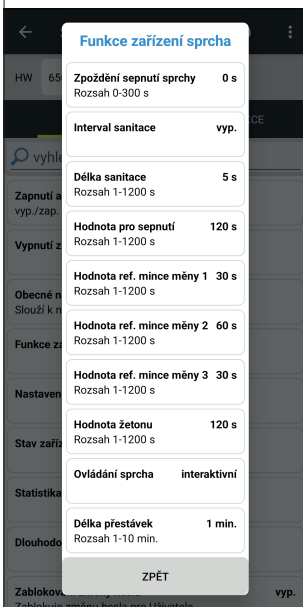 Funkce zařízení sprcha
HW
Zpoždění sepnutí sprchy 0 s
Rozsah 0-300 s
Interval sanitace vyp.
Délka sanitace 5 s
Rozsah 1-1200 s
Zapnutí a
vyp./zap.
Hodnota pro sepnutí 120 s
Rozsah 1-1200 s
Vypnutí z
Hodnota ref. mince měny 1 30 s
Rozsah 1-1200 s
Obecné n
Slouží k n
Hodnota ref. mince měny 2 60 s
Rozsah 1-1200 s
Funkce za
Hodnota ref. mince měny 3 30 s
Rozsah 1-1200 s
Nastaven
Hodnota žetonu 120 s
Rozsah 1-1200 s
Stav zaříz
Ovládání sprcha interaktivní
Statistika
Délka přestávek 1 min.
Rozsah 1-10 min.
Dlouhodo
ZPĚT
vyp.